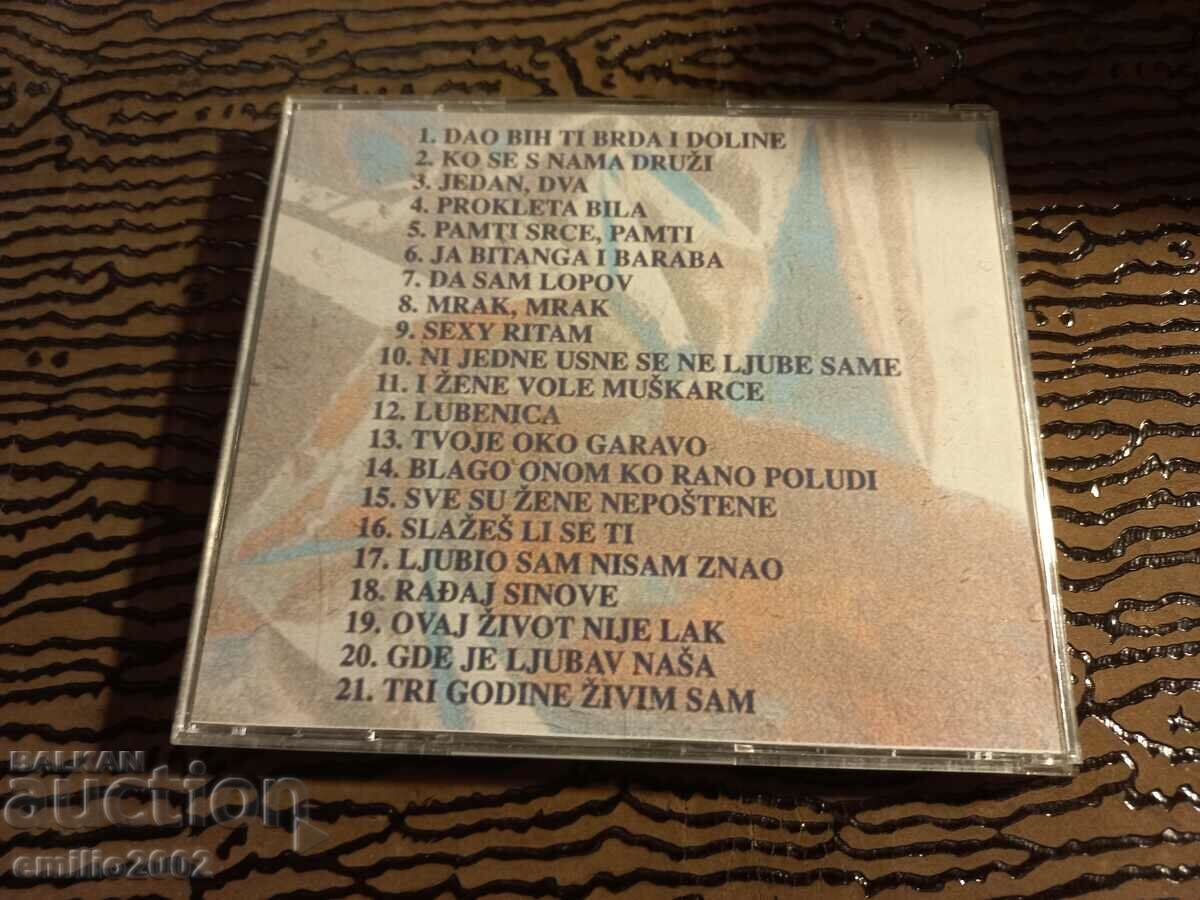 1. DAO BIH TI BRDA I DOLINE
2. KO SE S NAMA DRUŽI
3. JEDAN, DVA
4. PROKLETA BILA
5. PAMTI SRCE, PAMTI
6. JA BITANGA I BARABA
7. DA SAM LOPOV
8. MRAK, MRAK
9. SEXY RITAM
10. NI JEDNE USNE SE NE LJUBE SAME
11. I ŽENE VOLE MUŠKARCE
12. LUBENICA
13. TVOJE OKO GARAVO
14. BLAGO ONOM KO RANO POLUDI
15. SVE SU ŽENE NEPOŠTENE
16. SLAŽEŠ LI SE TI
17. LJUBIO SAM NISAM ZNAO
18. RAĐAJ SINOVE
19. OVAJ ŽIVOT NIJE LAK
20. GDE JE LJUBAV NAŠA
21. TRI GODINE ŽIVIM SAM
BALKAN
auction
emilio2002